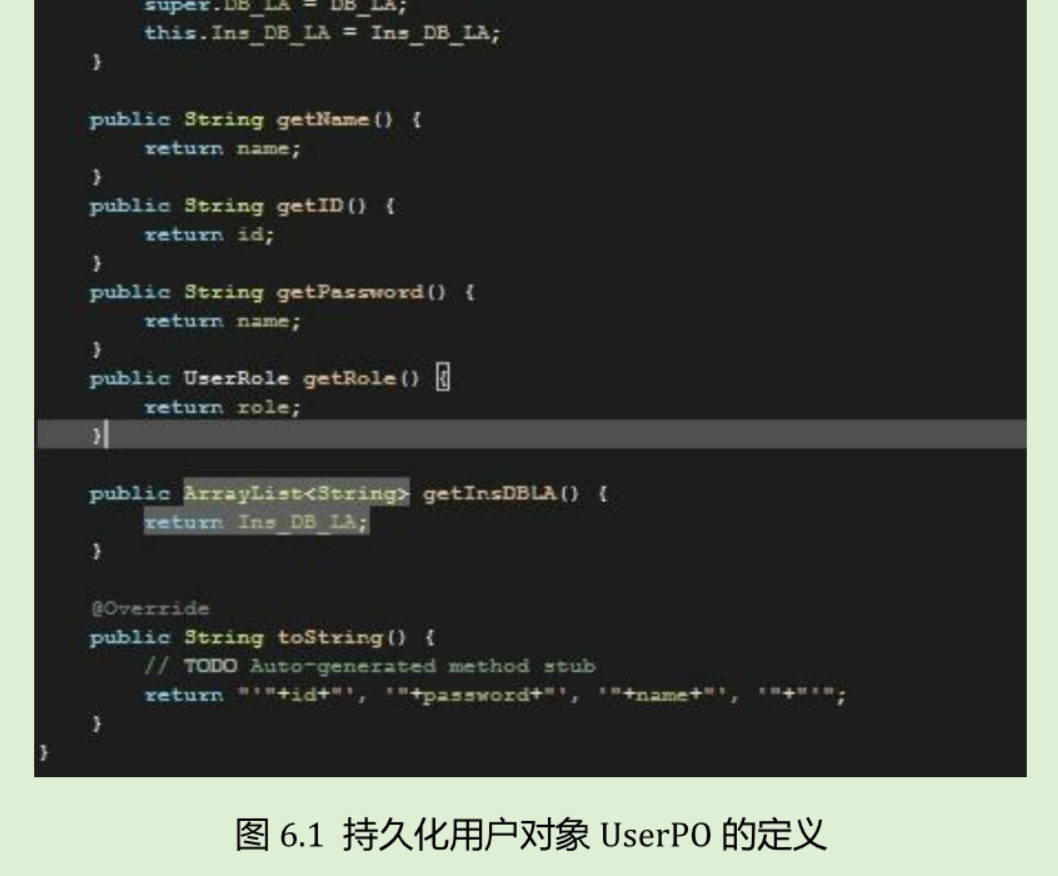 super.DB_LA = DB_LA;
this.Ins_DB_LA = Ins_DB_LA;
}
public String getName() {
return name;
}
public String getID() {
return id;
}
public String getPassword() {
return name;
}
public UserRole getRole() {
return role;
}
public ArrayList<String> getInsDBLA() {
return Ins_DB_LA;
}
@Override
public String toString() {
// TODO Auto-generated method stub
return "'"+id+"', '"+password+"', '"+name+"', '"+"'";
}
}
图 6.1 持久化用户对象 UserPO 的定义